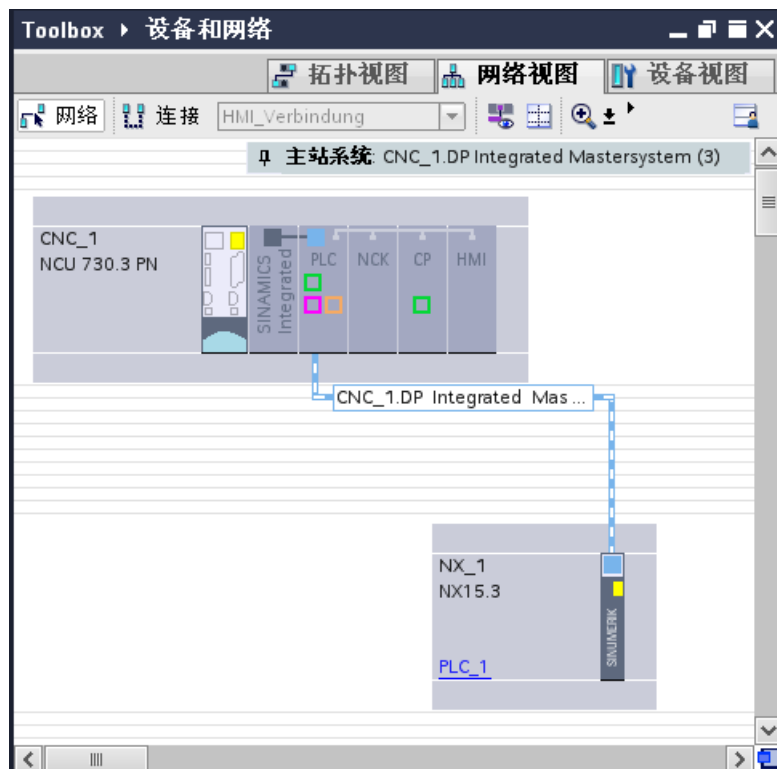 Toolbox ▸ 设备和网络
拓扑视图 网络视图 设备视图
网络 连接 HMI_Verbindung
主站系统: CNC_1.DP Integrated Mastersystem (3)
CNC_1
NCU 730.3 PN
SINAMICS
Integrated
PLC NCK CP HMI
CNC_1.DP Integrated Mas ...
NX_1
NX15.3
SINUMERIK
PLC_1